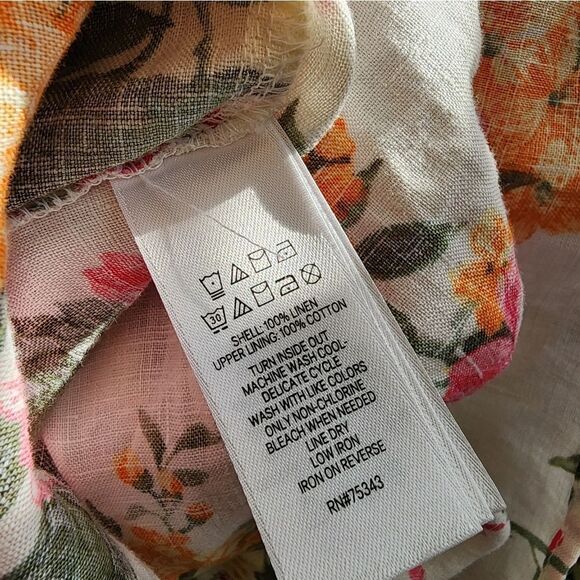 30
SHELL: 100% LINEN
UPPER LINING: 100% COTTON
TURN INSIDE OUT
MACHINE WASH COOL-
DELICATE CYCLE
WASH WITH LIKE COLORS
ONLY NON-CHLORINE
BLEACH WHEN NEEDED
LINE DRY
LOW IRON
IRON ON REVERSE
RN#75343